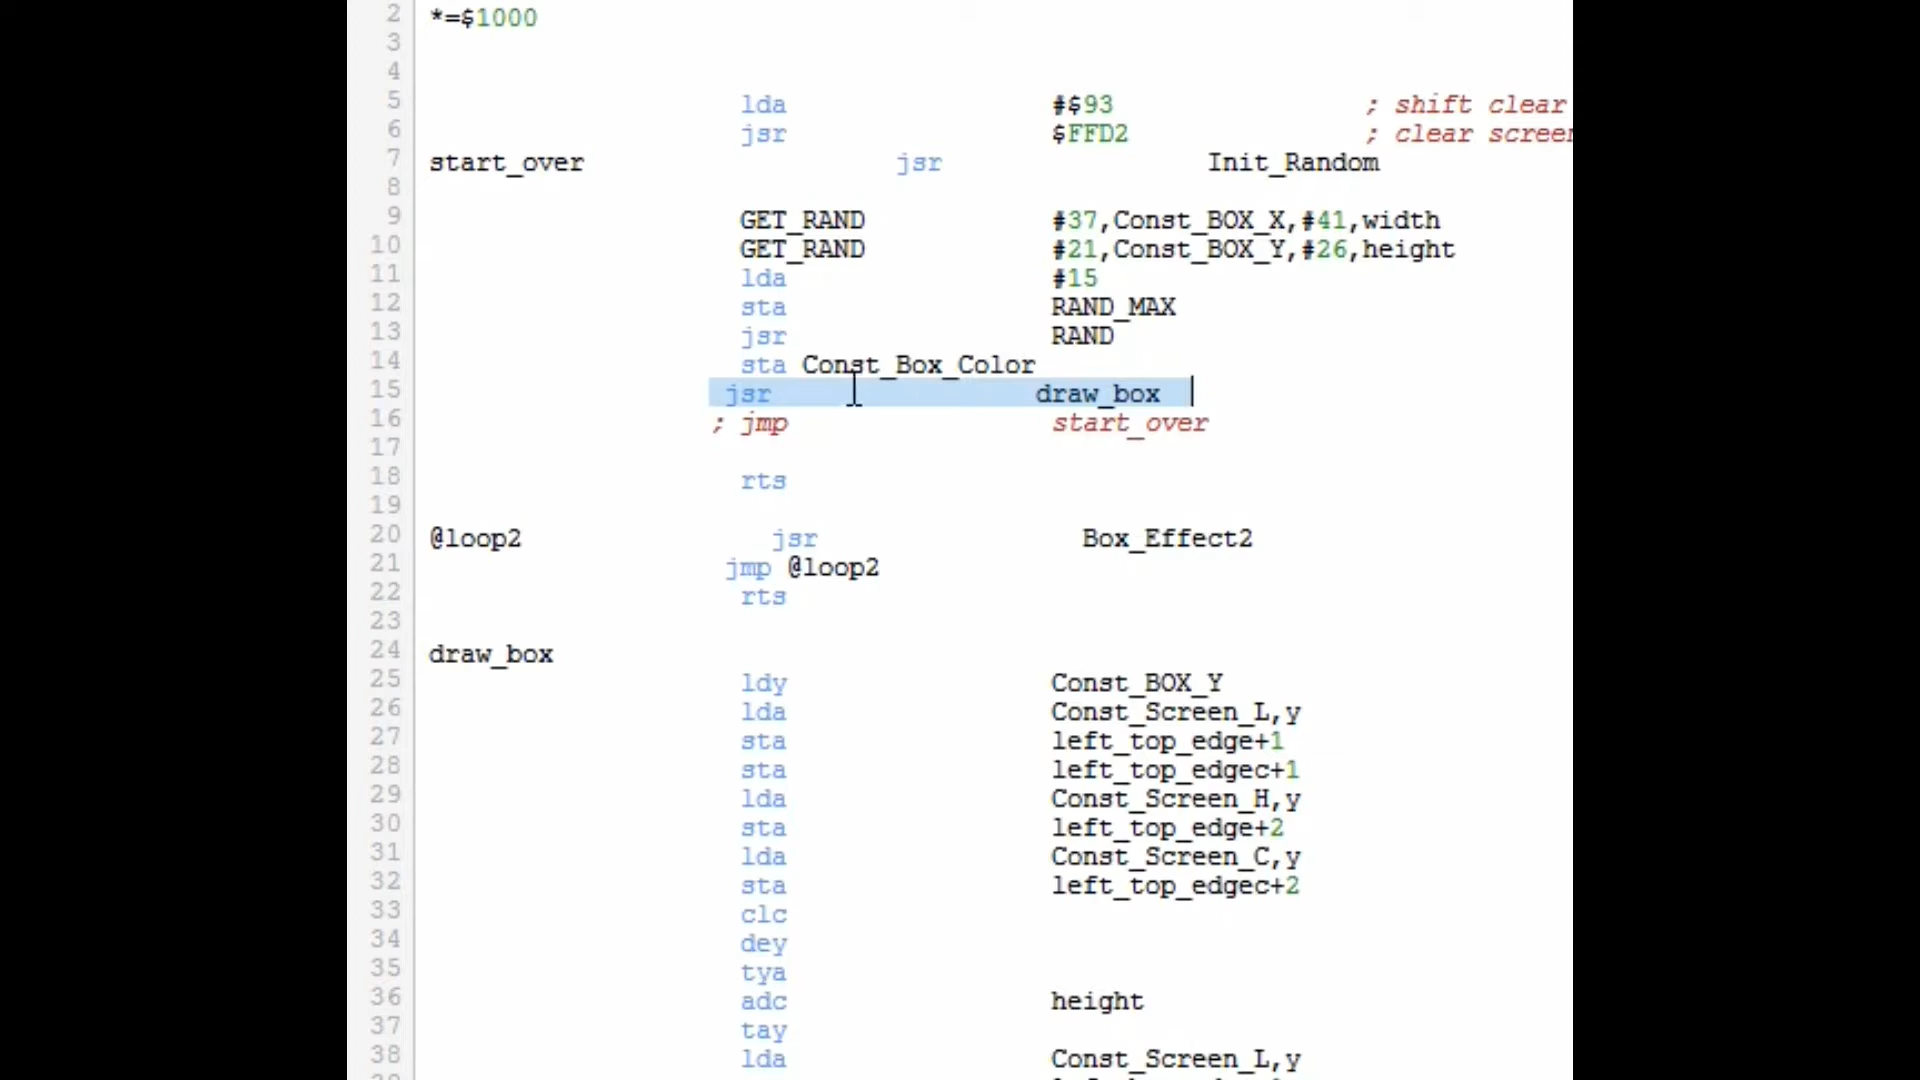 2 *=$1000
3
4
5 lda #$93 ; shift clear
6 jsr $FFD2 ; clear screen
7 start_over jsr Init_Random
8
9 GET_RAND #37,Const_BOX_X,#41,width
10 GET_RAND #21,Const_BOX_Y,#26,height
11 lda #15
12 sta RAND_MAX
13 jsr RAND
14 sta Const_Box_Color
15 jsr draw_box
16 ; jmp start_over
17
18 rts
19
20 @loop2 jsr Box_Effect2
21 jmp @loop2
22 rts
23
24 draw_box
25 ldy Const_BOX_Y
26 lda Const_Screen_L,y
27 sta left_top_edge+1
28 sta left_top_edgec+1
29 lda Const_Screen_H,y
30 sta left_top_edge+2
31 lda Const_Screen_C,y
32 sta left_top_edgec+2
33 clc
34 dey
35 tya
36 adc height
37 tay
38 lda Const_Screen_L,y